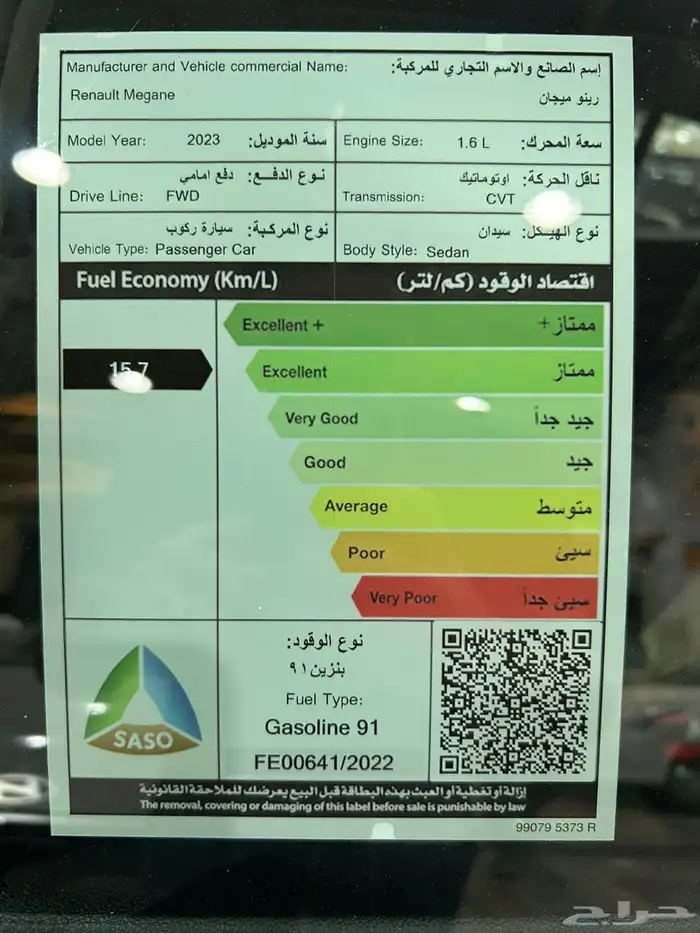 Manufacturer and Vehicle commercial Name: إسم الصانع والاسم التجاري للمركبة:
Renault Megane رينو ميجان
Model Year: 2023 سنة الموديل:
Engine Size: 1.6 L سعة المحرك:
نوع الدفع: دفع امامي
Drive Line: FWD
ناقل الحركة: اوتوماتيك
Transmission: CVT
نوع المركبة: سيارة ركوب
Vehicle Type: Passenger Car
نوع الهيكل: سيدان
Body Style: Sedan
Fuel Economy (Km/L) اقتصاد الوقود (كم/لتر)
15.7
Excellent + ممتاز+
Excellent ممتاز
Very Good جيد جداً
Good جيد
Average متوسط
Poor سيئ
Very Poor سيئ جداً
SASO
نوع الوقود:
بنزين ٩١
Fuel Type:
Gasoline 91
FE00641/2022
إزالة أو تغطية أو العبث بهذه البطاقة قبل البيع يعرضك للملاحقة القانونية
The removal, covering or damaging of this label before sale is punishable by law
99079 5373 R
حراج